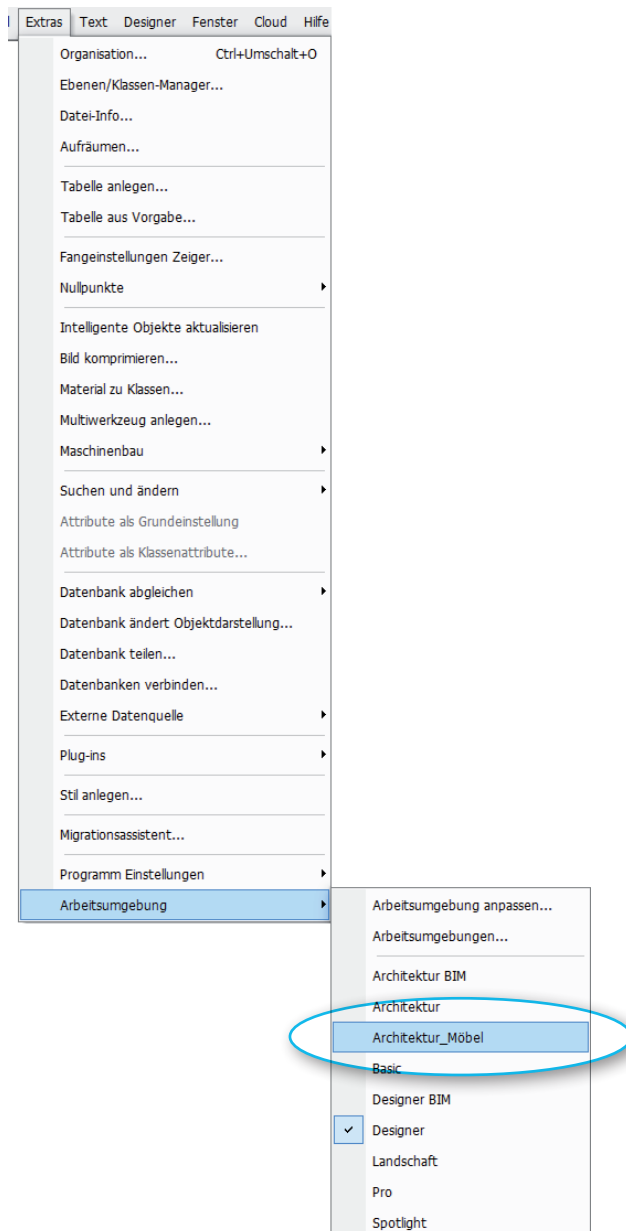 Extras Text Designer Fenster Cloud Hilfe
Organisation... Ctrl+Umschalt+O
Ebenen/Klassen-Manager...
Datei-Info...
Aufräumen...
Tabelle anlegen...
Tabelle aus Vorgabe...
Fangeinstellungen Zeiger...
Nullpunkte
Intelligente Objekte aktualisieren
Bild komprimieren...
Material zu Klassen...
Multiwerkzeug anlegen...
Maschinenbau
Suchen und ändern
Attribute als Grundeinstellung
Attribute als Klassenattribute...
Datenbank abgleichen
Datenbank ändert Objektdarstellung...
Datenbank teilen...
Datenbanken verbinden...
Externe Datenquelle
Plug-ins
Stil anlegen...
Migrationsassistent...
Programm Einstellungen
Arbeitsumgebung
Arbeitsumgebung anpassen...
Arbeitsumgebungen...
Architektur BIM
Architektur
Architektur_Möbel
Basic
Designer BIM
Designer
Landschaft
Pro
Spotlight